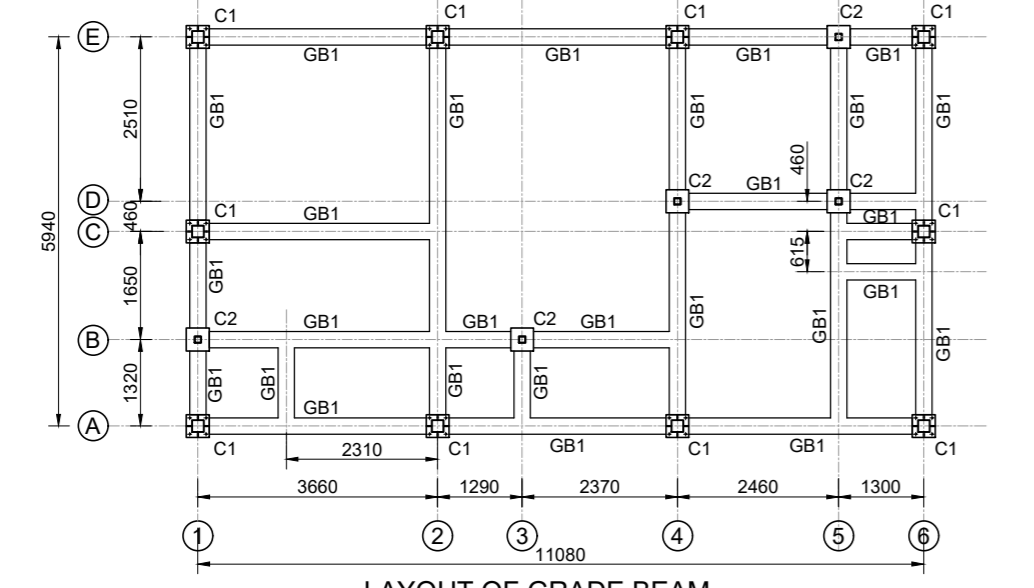 C1 C1 C1 C2 C1
E
GB1 GB1 GB1 GB1
GB1 GB1 GB1 GB1 GB1
2510
460
D
C2 GB1 C2
5940
460
C1 GB1 GB1 C1
C
615
1650
GB1
GB1
GB1 GB1 GB1
C2 GB1 GB1 C2 GB1
B
1320
GB1 GB1 GB1 GB1
GB1
A
C1 C1 GB1 C1 GB1 C1
2310
3660 1290 2370 2460 1300
1 2 3 4 5 6
11080
LAYOUT OF GRADE BEAM